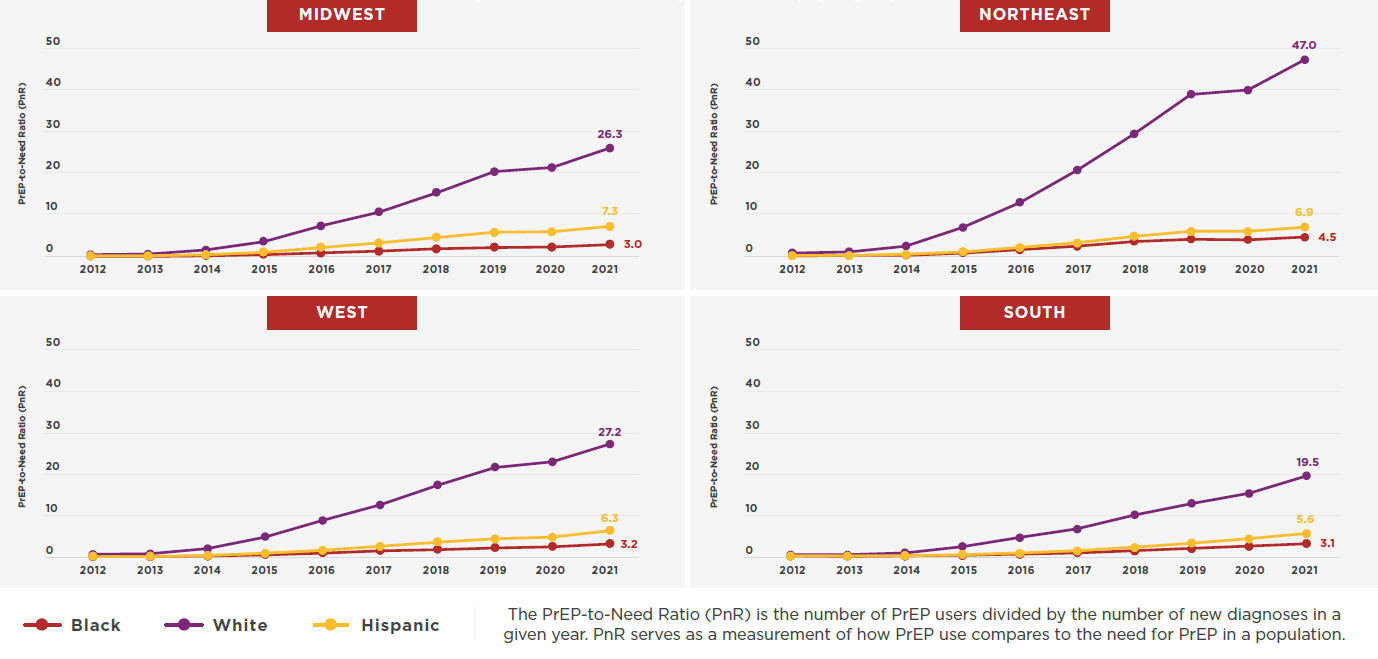 MIDWEST
PrEP-to-Need Ratio (PnR)
50
40
30
20
10
0
26.3
7.3
3.0
2012 2013 2014 2015 2016 2017 2018 2019 2020 2021
NORTHEAST
PrEP-to-Need Ratio (PnR)
50
40
30
20
10
0
47.0
6.9
4.5
2012 2013 2014 2015 2016 2017 2018 2019 2020 2021
WEST
PrEP-to-Need Ratio (PnR)
50
40
30
20
10
0
27.2
6.3
3.2
2012 2013 2014 2015 2016 2017 2018 2019 2020 2021
SOUTH
PrEP-to-Need Ratio (PnR)
50
40
30
20
10
0
19.5
5.6
3.1
2012 2013 2014 2015 2016 2017 2018 2019 2020 2021
Black White Hispanic
The PrEP-to-Need Ratio (PnR) is the number of PrEP users divided by the number of new diagnoses in a
given year. PnR serves as a measurement of how PrEP use compares to the need for PrEP in a population.